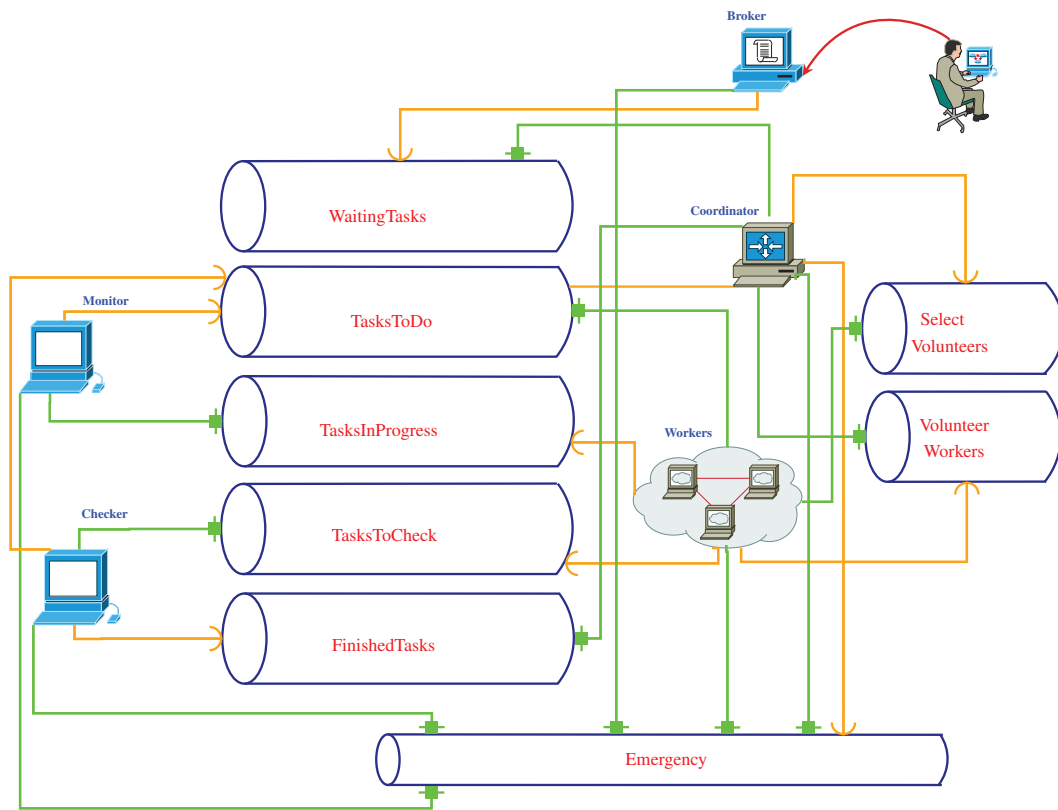 Broker
WaitingTasks
Coordinator
TasksToDo
Monitor
Select
Volunteers
TasksInProgress
Workers
Volunteer
Workers
Checker
TasksToCheck
FinishedTasks
Emergency